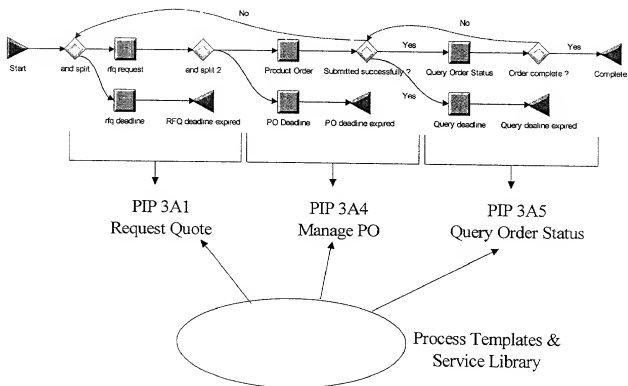 No
No
Yes
Yes
Start
and split
rfq request
and split 2
Product Order
Submitted successfully ?
Query Order Status
Order complete ?
Complete
Yes
rfq deadline
RFQ deadline expired
PO Deadline
PO deadline expired
Query deadline
Query dealine expired
PIP 3A1
Request Quote
PIP 3A4
Manage PO
PIP 3A5
Query Order Status
Process Templates &
Service Library